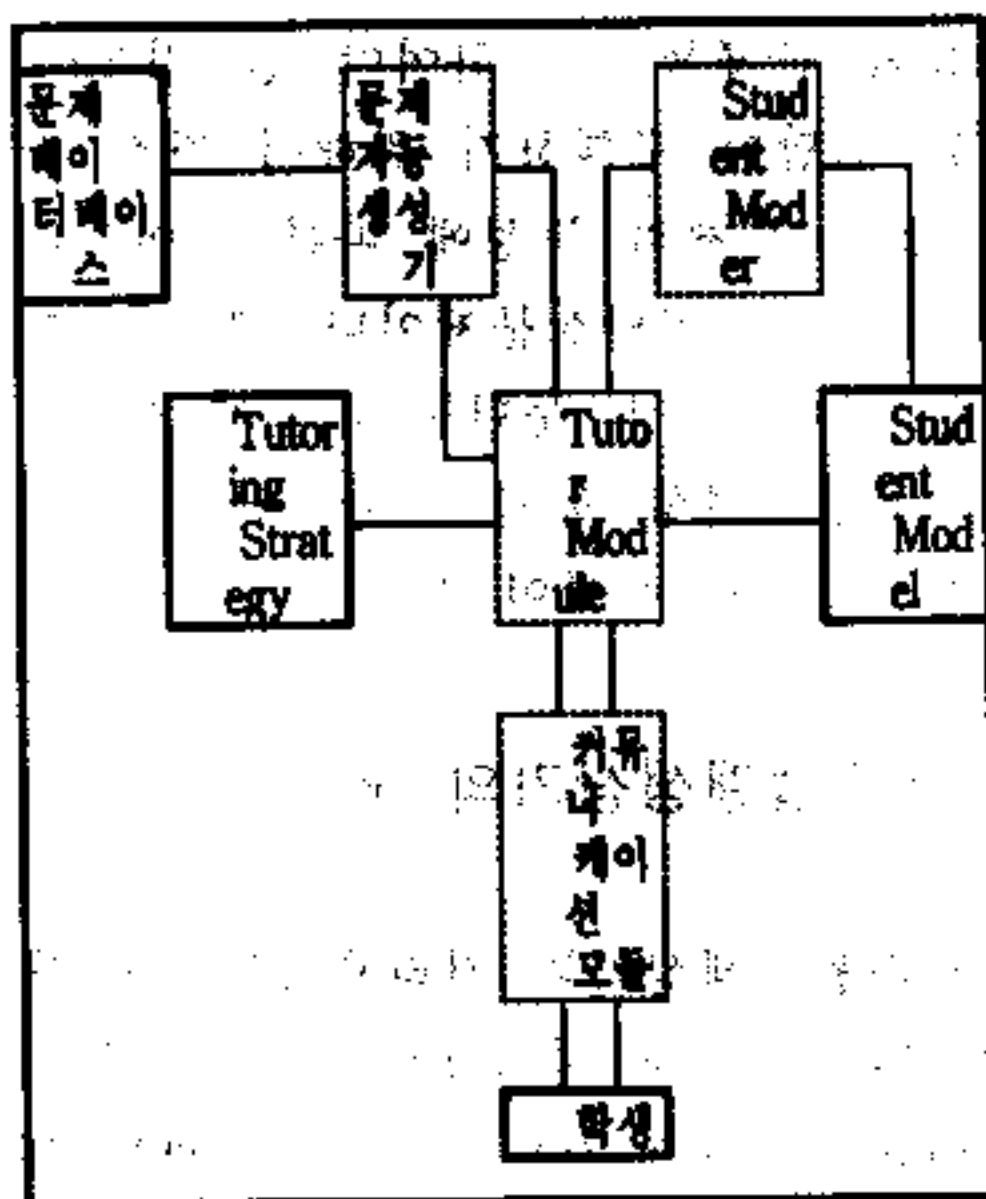 문제
데이
터베이
스
문제
자동
생성
기
Stud
ent
Mod
er
Tutor
ing
Strat
egy
Tuto
r
Mod
ule
Stud
ent
Mod
el
커뮤
니
케이
션
모듈
학생